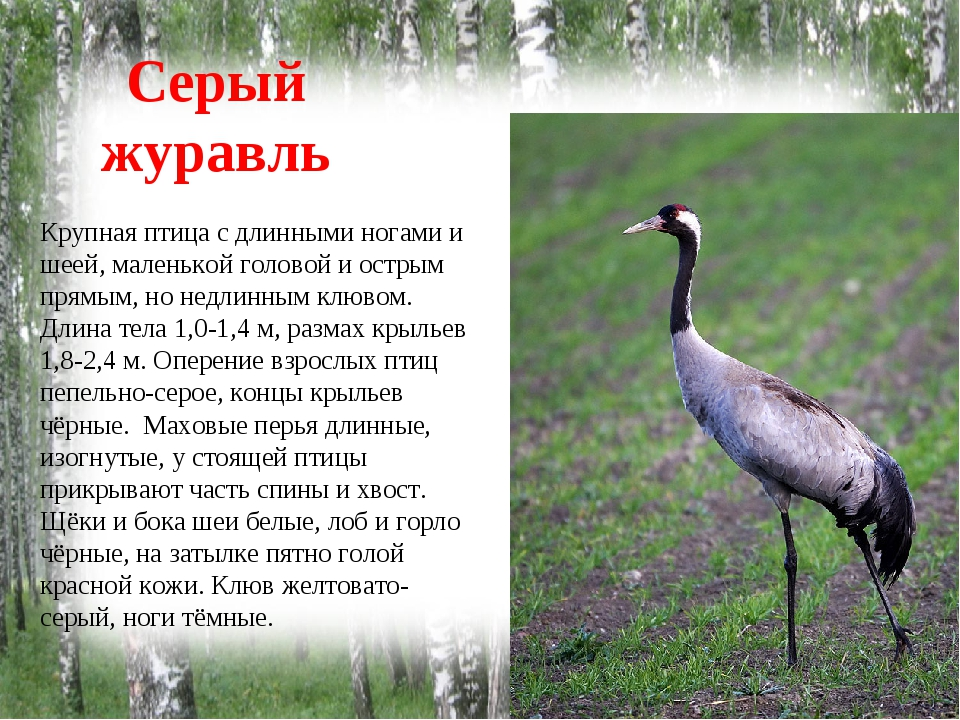 Серый
журавль
Крупная птица с длинными ногами и
шеей, маленькой головой и острым
прямым, но недлинным клювом.
Длина тела 1,0-1,4 м, размах крыльев
1,8-2,4 м. Оперение взрослых птиц
пепельно-серое, концы крыльев
чёрные.  Маховые перья длинные,
изогнутые, у стоящей птицы
прикрывают часть спины и хвост.
Щёки и бока шеи белые, лоб и горло
чёрные, на затылке пятно голой
красной кожи. Клюв желтовато-
серый, ноги тёмные.